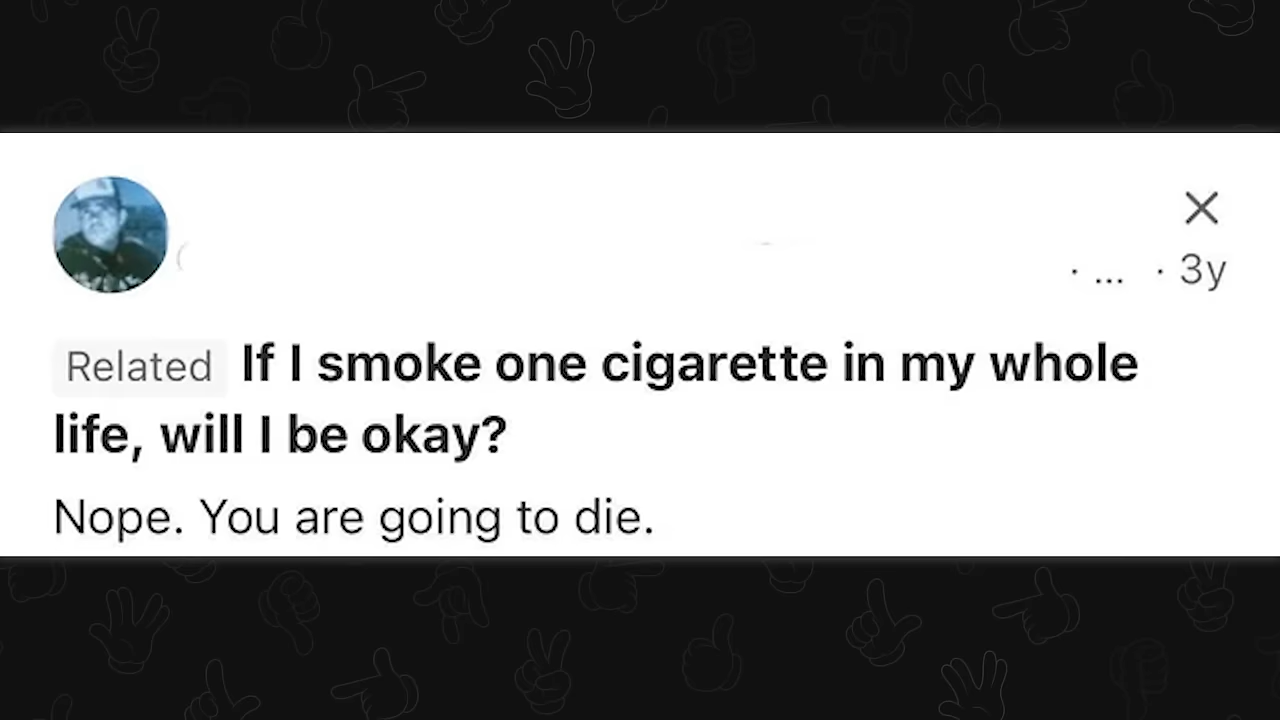 · ... · 3y
Related If I smoke one cigarette in my whole
life, will I be okay?
Nope. You are going to die.